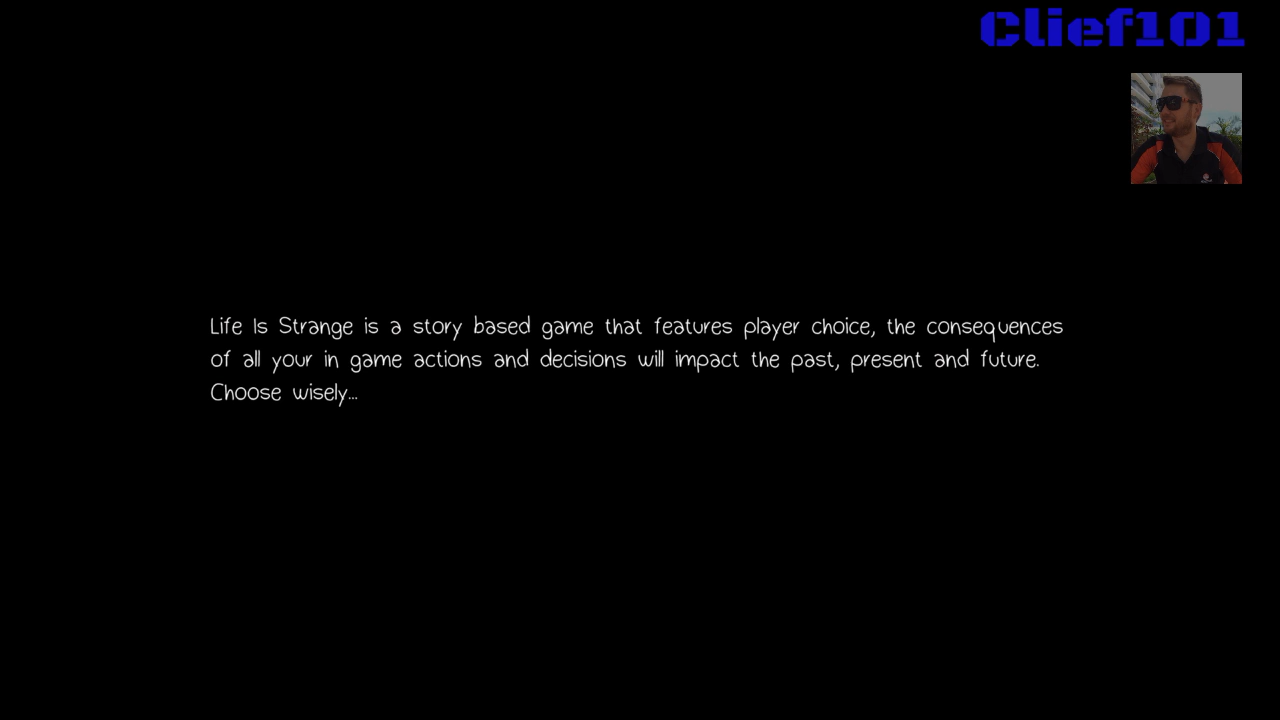 Clief101
Life Is Strange is a story based game that features player choice, the consequences
of all your in game actions and decisions will impact the past, present and future.
Choose wisely...